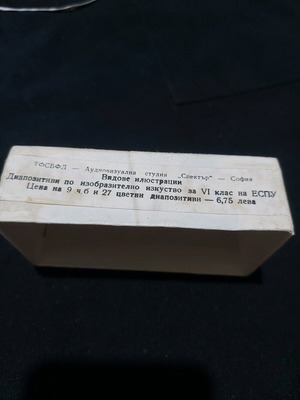 ТФСБФД — Аудиовизуална студия „Спектър" — София
Видове илюстрации
Диапозитиви по изобразително изкуство за VI клас на ЕСПУ
Цена на 9 ч.б и 27 цветни диапозитиви — 6,75 лева